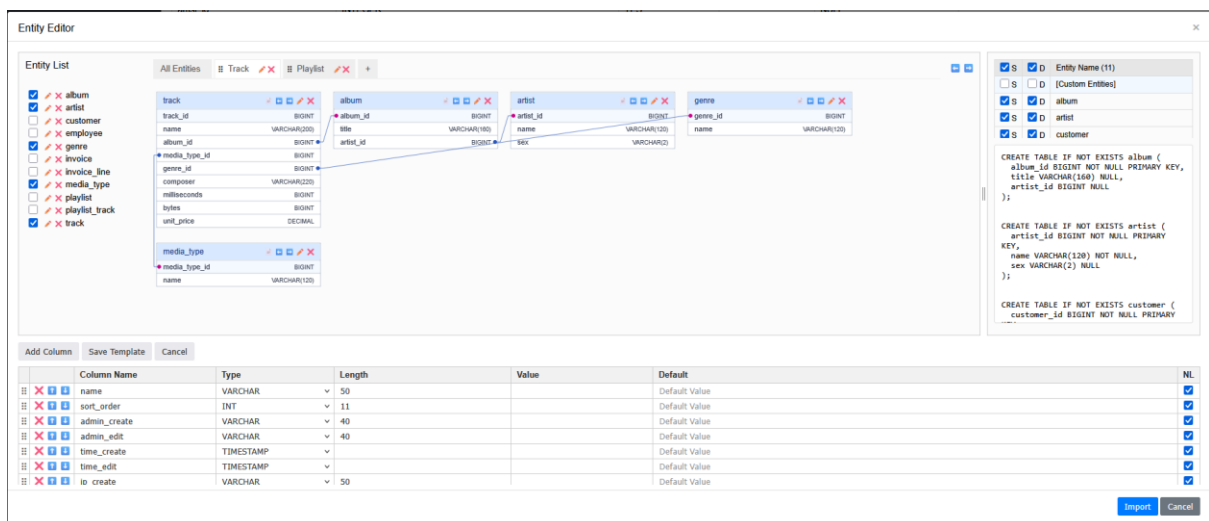 Entity Editor
×
Entity List
All Entities
Track
Playlist
+
album
artist
customer
employee
genre
invoice
invoice_line
media_type
playlist
playlist_track
track
track
track_id BIGINT
name VARCHAR(200)
album_id BIGINT
media_type_id BIGINT
genre_id BIGINT
composer VARCHAR(220)
milliseconds BIGINT
bytes BIGINT
unit_price DECIMAL
album
album_id BIGINT
title VARCHAR(160)
artist_id BIGINT
artist
artist_id BIGINT
name VARCHAR(120)
sex VARCHAR(2)
genre
genre_id BIGINT
name VARCHAR(120)
media_type
media_type_id BIGINT
name VARCHAR(120)
S D Entity Name (11)
S D [Custom Entities]
S D album
S D artist
S D customer
CREATE TABLE IF NOT EXISTS album (
album_id BIGINT NOT NULL PRIMARY KEY,
title VARCHAR(160) NULL,
artist_id BIGINT NULL
);
CREATE TABLE IF NOT EXISTS artist (
artist_id BIGINT NOT NULL PRIMARY
KEY,
name VARCHAR(120) NOT NULL,
sex VARCHAR(2) NULL
);
CREATE TABLE IF NOT EXISTS customer (
customer_id BIGINT NOT NULL PRIMARY
Add Column Save Template Cancel
Column Name Type Length Value Default NL
name VARCHAR 50 Default Value
sort_order INT 11 Default Value
admin_create VARCHAR 40 Default Value
admin_edit VARCHAR 40 Default Value
time_create TIMESTAMP Default Value
time_edit TIMESTAMP Default Value
ip_create VARCHAR 50 Default Value
Import Cancel